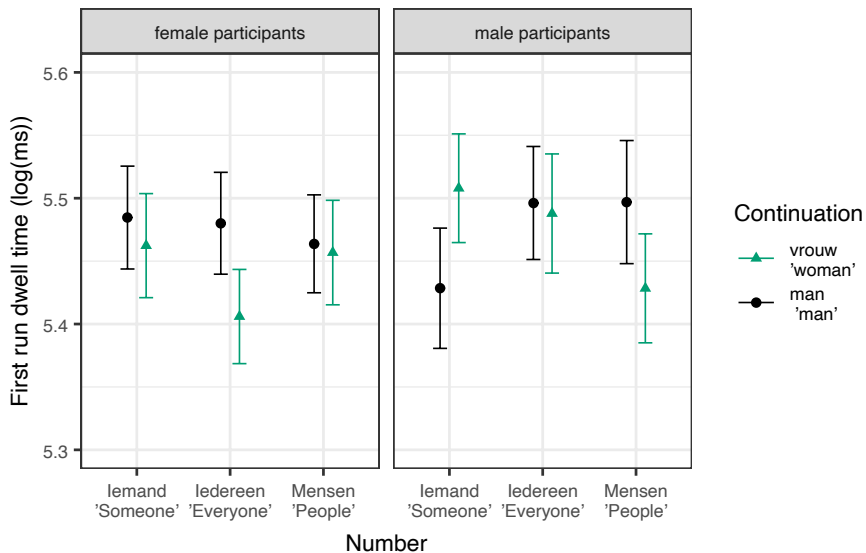 female participants
male participants
First run dwell time (log(ms))
5.6
5.5
5.4
5.3
Iemand
'Someone'
Iedereen
'Everyone'
Mensen
'People'
Iemand
'Someone'
Iedereen
'Everyone'
Mensen
'People'
Number
Continuation
vrouw
'woman'
man
'man'